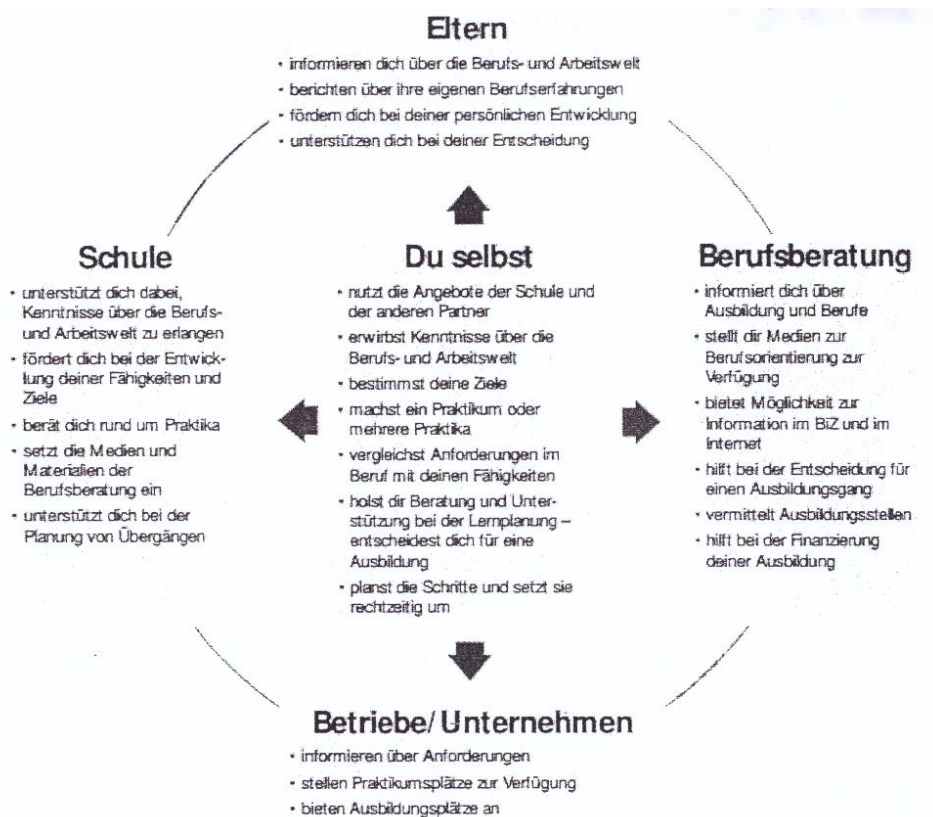 Eltern
• informieren dich über die Berufs- und Arbeitswelt
• berichten über ihre eigenen Berufserfahrungen
• fördern dich bei deiner persönlichen Entwicklung
• unterstützen dich bei deiner Entscheidung
Schule
• unterstützt dich dabei,
Kenntnisse über die Berufs-
und Arbeitswelt zu erlangen
• fördert dich bei der Entwick-
lung deiner Fähigkeiten und
Ziele
• berät dich rund um Praktika
• setzt die Medien und
Materialien der
Berufsberatung ein
• unterstützt dich bei der
Planung von Übergängen
Du selbst
• nutzt die Angebote der Schule und
der anderen Partner
• erwirbst Kenntnisse über die
Berufs- und Arbeitswelt
• bestimmst deine Ziele
• machst ein Praktikum oder
mehrere Praktika
• vergleichst Anforderungen im
Beruf mit deinen Fähigkeiten
• holst dir Beratung und Unter-
stützung bei der Lernplanung –
entscheidest dich für eine
Ausbildung
• planst die Schritte und setzt sie
rechtzeitig um
Berufsberatung
• informiert dich über
Ausbildung und Berufe
• stellt dir Medien zur
Berufsorientierung zur
Verfügung
• bietet Möglichkeit zur
Information im BiZ und im
Internet
• hilft bei der Entscheidung für
einen Ausbildungsgang
• vermittelt Ausbildungsstellen
• hilft bei der Finanzierung
deiner Ausbildung
Betriebe/Unternehmen
• informieren über Anforderungen
• stellen Praktikumsplätze zur Verfügung
• bieten Ausbildungsplätze an